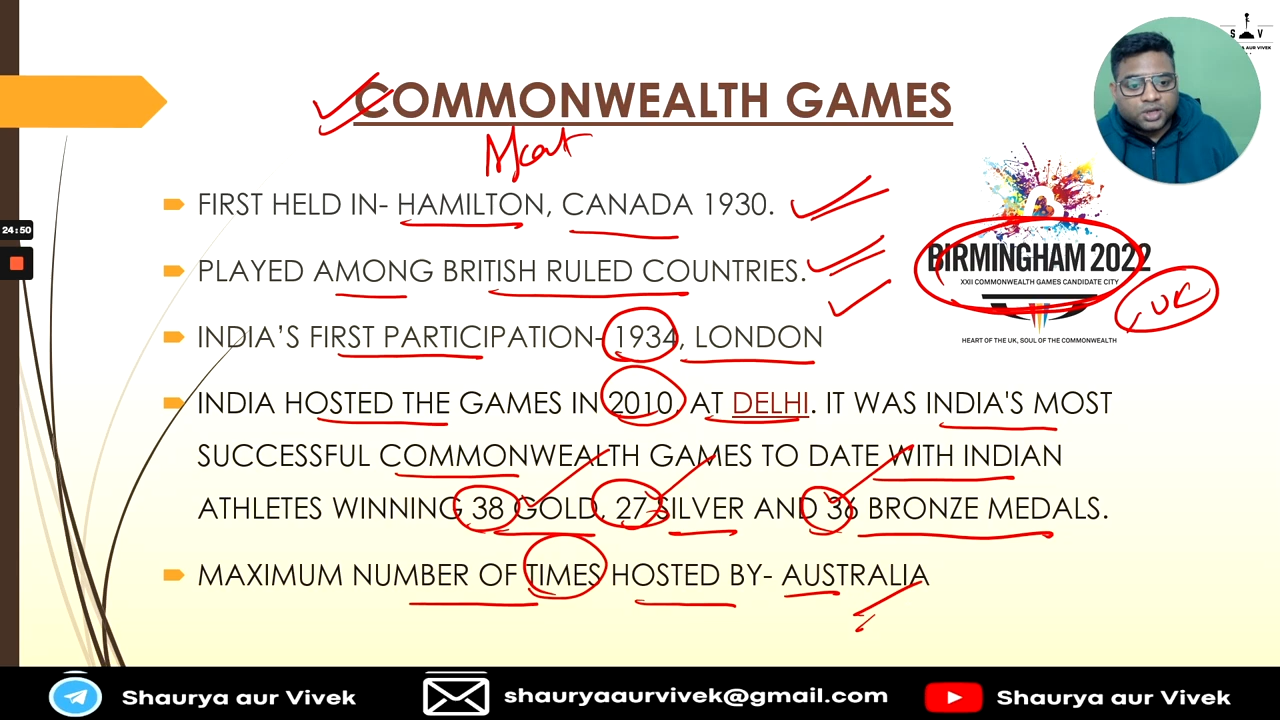 S V
COMMONWEALTH GAMES
FIRST HELD IN- HAMILTON, CANADA 1930.
PLAYED AMONG BRITISH RULED COUNTRIES.
INDIA’S FIRST PARTICIPATION- 1934, LONDON
INDIA HOSTED THE GAMES IN 2010, AT DELHI. IT WAS INDIA'S MOST
SUCCESSFUL COMMONWEALTH GAMES TO DATE WITH INDIAN
ATHLETES WINNING 38 GOLD, 27 SILVER AND 36 BRONZE MEDALS.
MAXIMUM NUMBER OF TIMES HOSTED BY- AUSTRALIA
BIRMINGHAM 2022
XXII COMMONWEALTH GAMES CANDIDATE CITY
UK
HEART OF THE UK, SOUL OF THE COMMONWEALTH
24:50
Shaurya aur Vivek
shauryaaurvivek@gmail.com
Shaurya aur Vivek